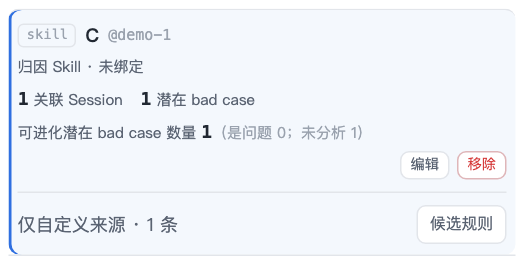 skill C @demo-1
归因 Skill · 未绑定
1 关联 Session 1 潜在 bad case
可进化潜在 bad case 数量 1（是问题 0；未分析 1）
编辑 移除
仅自定义来源 · 1 条 候选规则